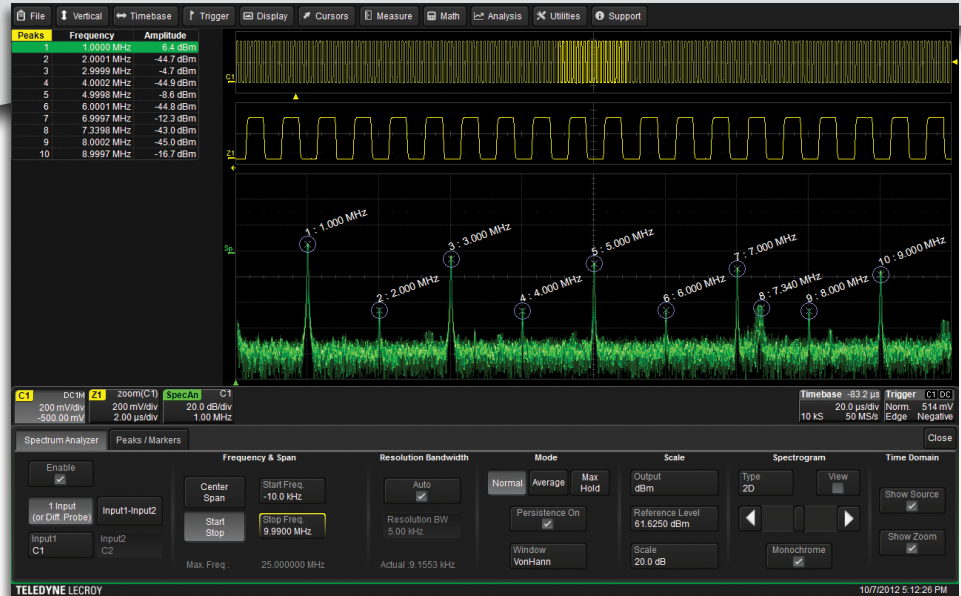 File Vertical Timebase Trigger Display Cursors Measure Math Analysis Utilities Support
Peaks Frequency Amplitude
1 1.0000 MHz 6.4 dBm
2 2.0001 MHz -44.7 dBm
3 2.9999 MHz -4.7 dBm
4 4.0002 MHz -44.9 dBm
5 4.9998 MHz -8.6 dBm
6 6.0001 MHz -44.8 dBm
7 6.9997 MHz -12.3 dBm
8 7.3398 MHz -43.0 dBm
9 8.0002 MHz -45.0 dBm
10 8.9997 MHz -16.7 dBm
C1
Z1
Sp
1 : 1.000 MHz
2 : 2.000 MHz
3 : 3.000 MHz
4 : 4.000 MHz
5 : 5.000 MHz
6 : 6.000 MHz
7 : 7.000 MHz
8 : 7.340 MHz
9 : 8.000 MHz
10 : 9.000 MHz
C1 DC1M
200 mV/div
-500.00 mV
Z1 zoom(C1)
200 mV/div
2.00 µs/div
SpecAn C1
20.0 dB/div
1.00 MHz
Timebase -83.2 µs
20.0 µs/div
10 kS 50 MS/s
Trigger C1 DC
Norm. 514 mV
Edge Negative
Spectrum Analyzer Peaks / Markers Close
Enable
1 Input
(or Diff. Probe)
Input1-Input2
Input1
C1
Input2
C2
Frequency & Span
Center
Span
Start
Stop
Start Freq.
-10.0 kHz
Stop Freq.
9.9900 MHz
Max. Freq : 25.000000 MHz
Resolution Bandwidth
Auto
Resolution BW
5.00 kHz
Actual :9.1553 kHz
Mode
Normal Average Max
Hold
Persistence On
Window
VonHann
Scale
Output
dBm
Reference Level
61.6250 dBm
Scale
20.0 dB
Spectrogram
Type
2D
View
Monochrome
Time Domain
Show Source
Show Zoom
TELEDYNE LECROY 10/7/2012 5:12:26 PM